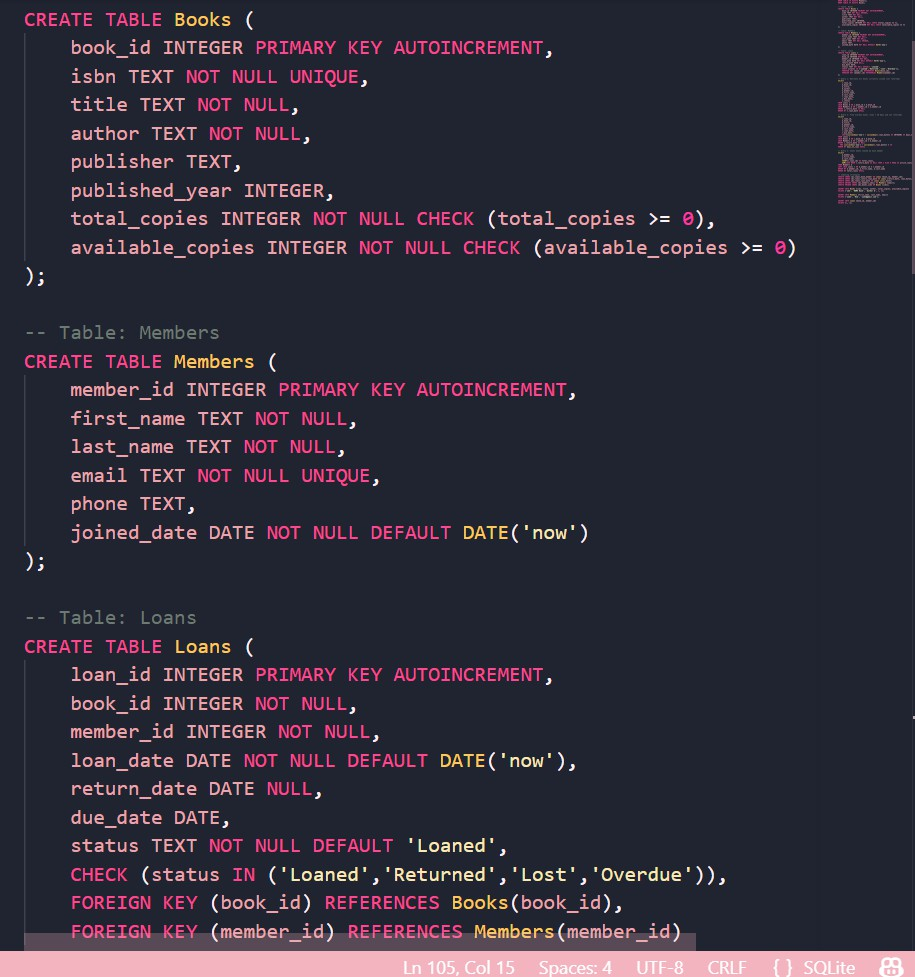 CREATE TABLE Books (
    book_id INTEGER PRIMARY KEY AUTOINCREMENT,
    isbn TEXT NOT NULL UNIQUE,
    title TEXT NOT NULL,
    author TEXT NOT NULL,
    publisher TEXT,
    published_year INTEGER,
    total_copies INTEGER NOT NULL CHECK (total_copies >= 0),
    available_copies INTEGER NOT NULL CHECK (available_copies >= 0)
);

-- Table: Members
CREATE TABLE Members (
    member_id INTEGER PRIMARY KEY AUTOINCREMENT,
    first_name TEXT NOT NULL,
    last_name TEXT NOT NULL,
    email TEXT NOT NULL UNIQUE,
    phone TEXT,
    joined_date DATE NOT NULL DEFAULT DATE('now')
);

-- Table: Loans
CREATE TABLE Loans (
    loan_id INTEGER PRIMARY KEY AUTOINCREMENT,
    book_id INTEGER NOT NULL,
    member_id INTEGER NOT NULL,
    loan_date DATE NOT NULL DEFAULT DATE('now'),
    return_date DATE NULL,
    due_date DATE,
    status TEXT NOT NULL DEFAULT 'Loaned',
    CHECK (status IN ('Loaned','Returned','Lost','Overdue')),
    FOREIGN KEY (book_id) REFERENCES Books(book_id),
    FOREIGN KEY (member_id) REFERENCES Members(member_id)
Ln 105, Col 15 Spaces: 4 UTF-8 CRLF { } SQLite